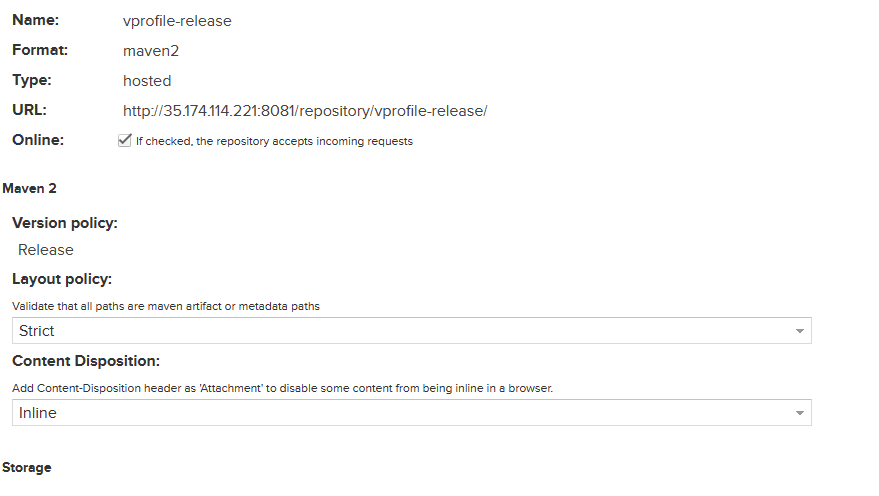 Name: vprofile-release
Format: maven2
Type: hosted
URL: http://35.174.114.221:8081/repository/vprofile-release/
Online: If checked, the repository accepts incoming requests
Maven 2
Version policy:
Release
Layout policy:
Validate that all paths are maven artifact or metadata paths
Strict
Content Disposition:
Add Content-Disposition header as 'Attachment' to disable some content from being inline in a browser.
Inline
Storage